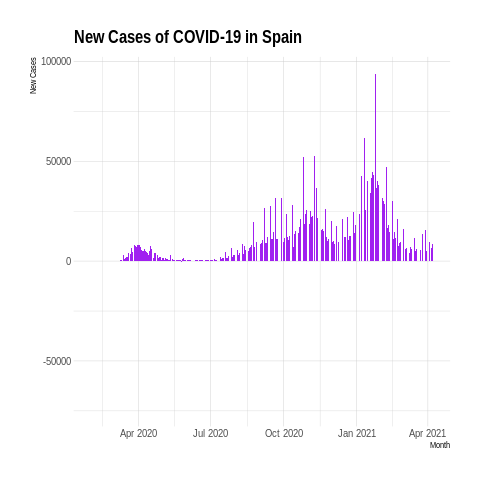 New Cases of COVID-19 in Spain
New Cases
100000
50000
0
-50000
Apr 2020 Jul 2020 Oct 2020 Jan 2021 Apr 2021
Month